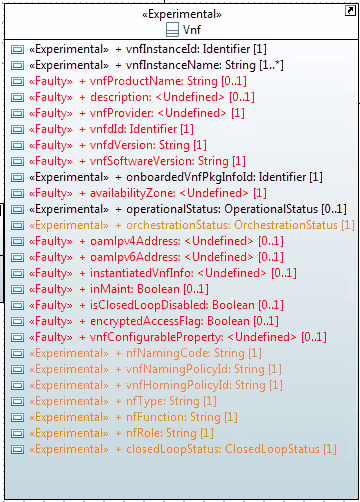 «Experimental»
Vnf
«Experimental» + vnfInstanceId: Identifier [1]
«Experimental» + vnfInstanceName: String [1..*]
«Faulty» + vnfProductName: String [0..1]
«Faulty» + description: <Undefined> [0..1]
«Faulty» + vnfProvider: <Undefined> [1]
«Faulty» + vnfdId: Identifier [1]
«Faulty» + vnfdVersion: String [1]
«Faulty» + vnfSoftwareVersion: String [1]
«Experimental» + onboardedVnfPkgInfoId: Identifier [1]
«Faulty» + availabilityZone: <Undefined> [1]
«Experimental» + operationalStatus: OperationalStatus [0..1]
«Experimental» + orchestrationStatus: OrchestrationStatus [1]
«Faulty» + oamIpv4Address: <Undefined> [0..1]
«Faulty» + oamIpv6Address: <Undefined> [0..1]
«Faulty» + instantiatedVnfInfo: <Undefined> [0..1]
«Faulty» + inMaint: Boolean [0..1]
«Faulty» + isClosedLoopDisabled: Boolean [0..1]
«Faulty» + encryptedAccessFlag: Boolean [0..1]
«Faulty» + vnfConfigurableProperty: <Undefined> [0..1]
«Experimental» + nfNamingCode: String [1]
«Experimental» + vnfNamingPolicyId: String [1]
«Experimental» + vnfHomingPolicyId: String [1]
«Experimental» + nfType: String [1]
«Experimental» + nfFunction: String [1]
«Experimental» + nfRole: String [1]
«Experimental» + closedLoopStatus: ClosedLoopStatus [1]